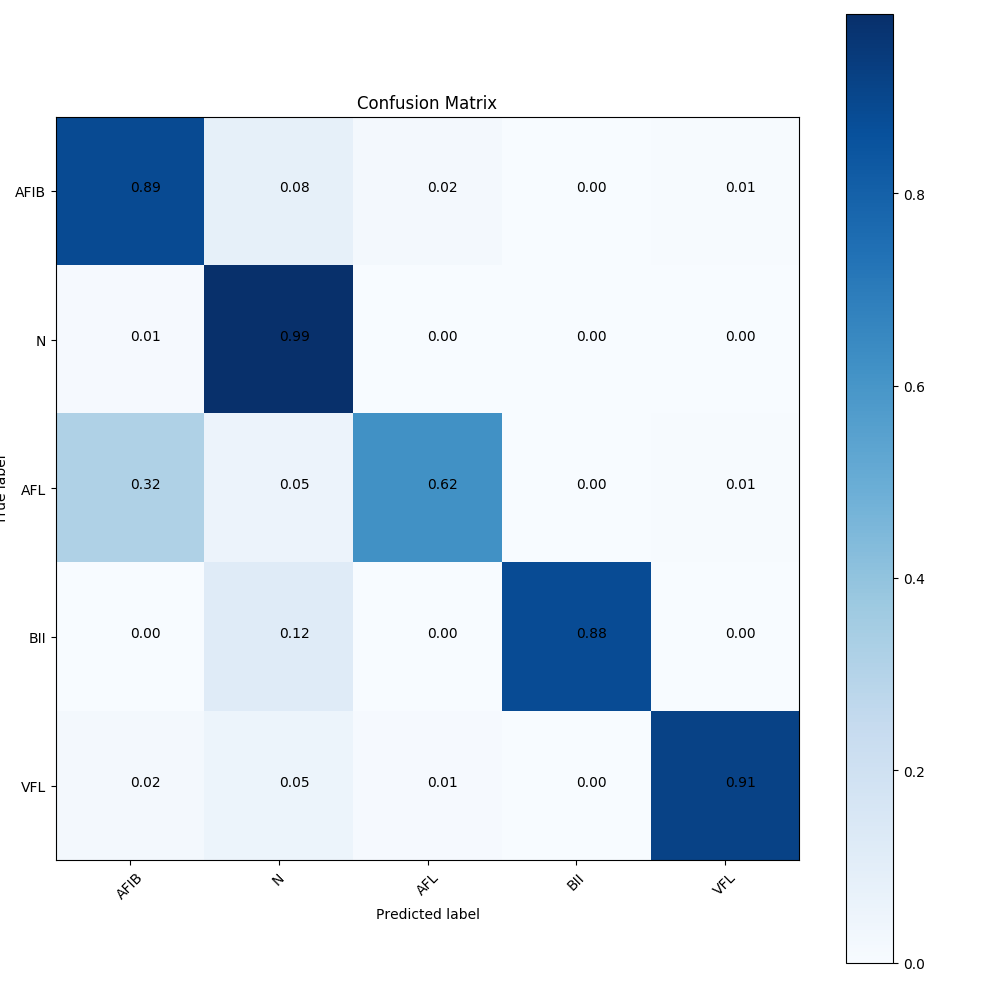 Confusion Matrix
AFIB 0.89 0.08 0.02 0.00 0.01
N 0.01 0.99 0.00 0.00 0.00
AFL 0.32 0.05 0.62 0.00 0.01
BII 0.00 0.12 0.00 0.88 0.00
VFL 0.02 0.05 0.01 0.00 0.91
AFIB N AFL BII VFL
Predicted label
True label
0.8
0.6
0.4
0.2
0.0